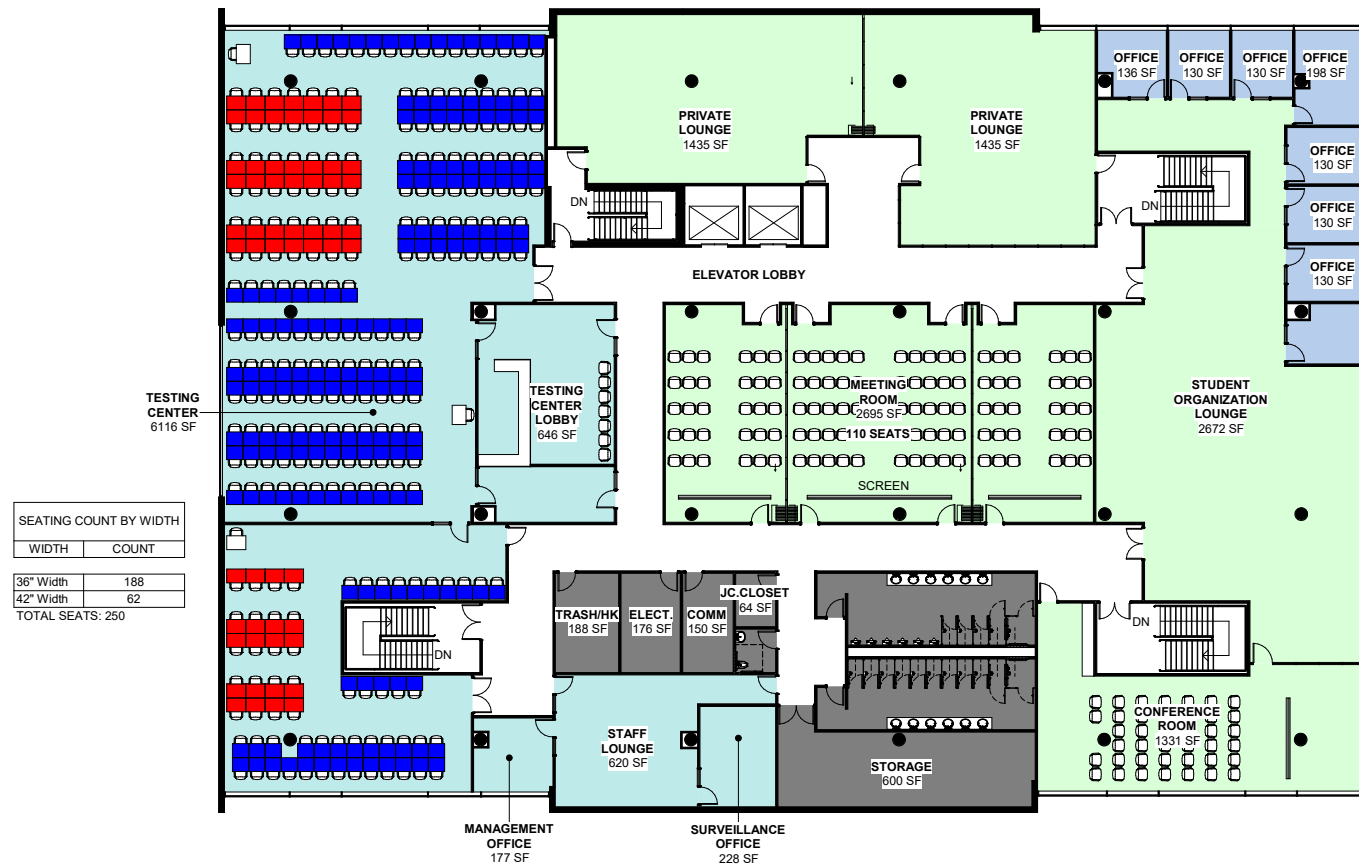 OFFICE
136 SF
OFFICE
130 SF
OFFICE
130 SF
OFFICE
198 SF
PRIVATE
LOUNGE
1435 SF
PRIVATE
LOUNGE
1435 SF
OFFICE
130 SF
DN
DN
OFFICE
130 SF
OFFICE
130 SF
ELEVATOR LOBBY
TESTING
CENTER
6116 SF
TESTING
CENTER
LOBBY
646 SF
MEETING
ROOM
2695 SF
110 SEATS
SCREEN
STUDENT
ORGANIZATION
LOUNGE
2672 SF
SEATING COUNT BY WIDTH
WIDTH COUNT
36" Width 188
42" Width 62
TOTAL SEATS: 250
TRASH/HK
188 SF
ELECT.
176 SF
COMM
150 SF
JC.CLOSET
64 SF
DN
DN
STAFF
LOUNGE
620 SF
STORAGE
600 SF
CONFERENCE
ROOM
1331 SF
MANAGEMENT
OFFICE
177 SF
SURVEILLANCE
OFFICE
228 SF